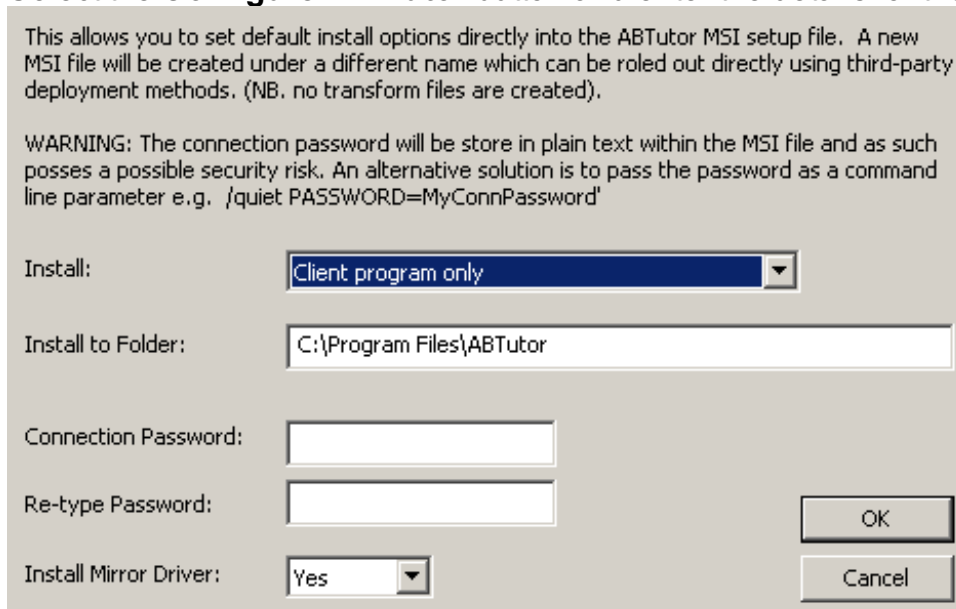 This allows you to set default install options directly into the ABTutor MSI setup file.  A new
MSI file will be created under a different name which can be roled out directly using third-party
deployment methods. (NB. no transform files are created).
WARNING: The connection password will be store in plain text within the MSI file and as such
posses a possible security risk. An alternative solution is to pass the password as a command
line parameter e.g.  /quiet PASSWORD=MyConnPassword'
Install:
Client program only
Install to Folder:
C:\Program Files\ABTutor
Connection Password:
Re-type Password:
OK
Install Mirror Driver:
Yes
Cancel